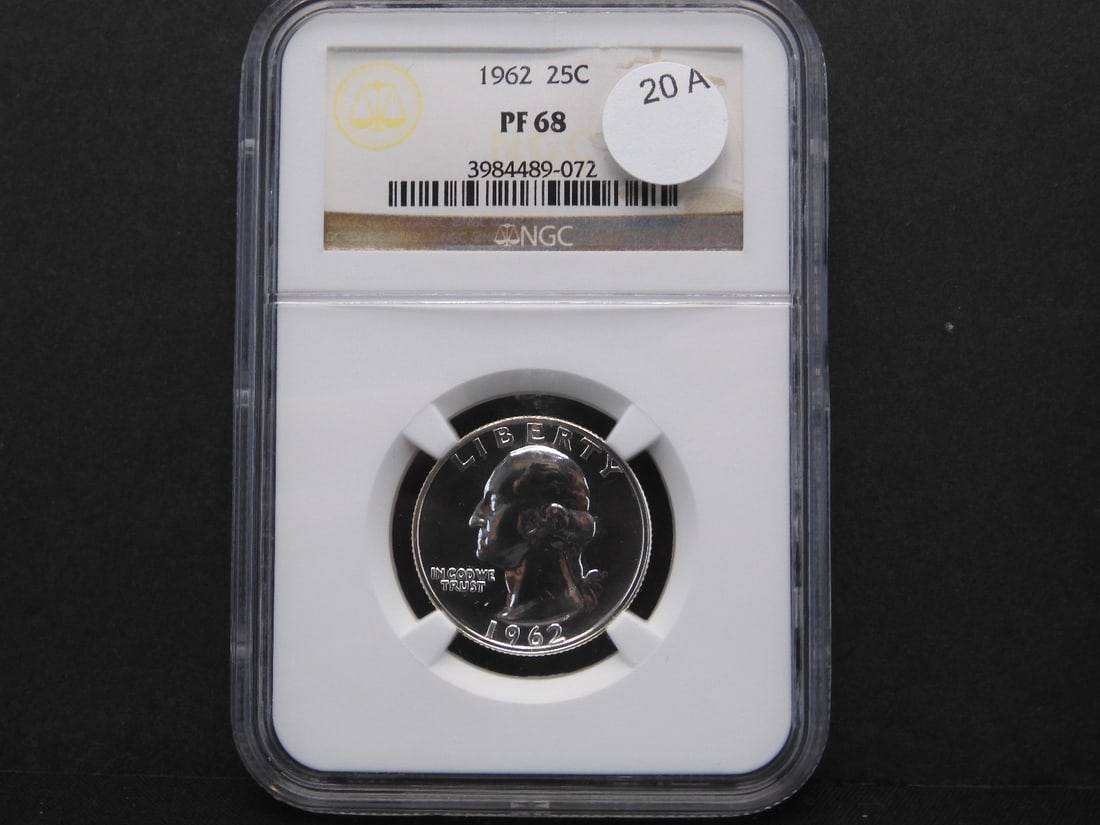 1962 25C
20 A
PF 68
3984489-072
NGC
LIBERTY
IN GOD WE
TRUST
1962